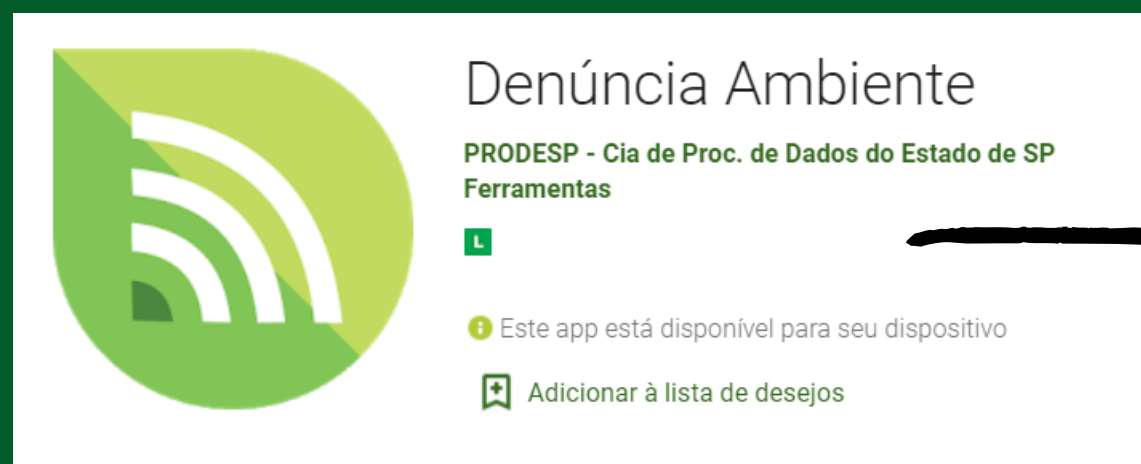 Denúncia Ambiente
PRODESP - Cia de Proc. de Dados do Estado de SP
Ferramentas
L
Este app está disponível para seu dispositivo
Adicionar à lista de desejos